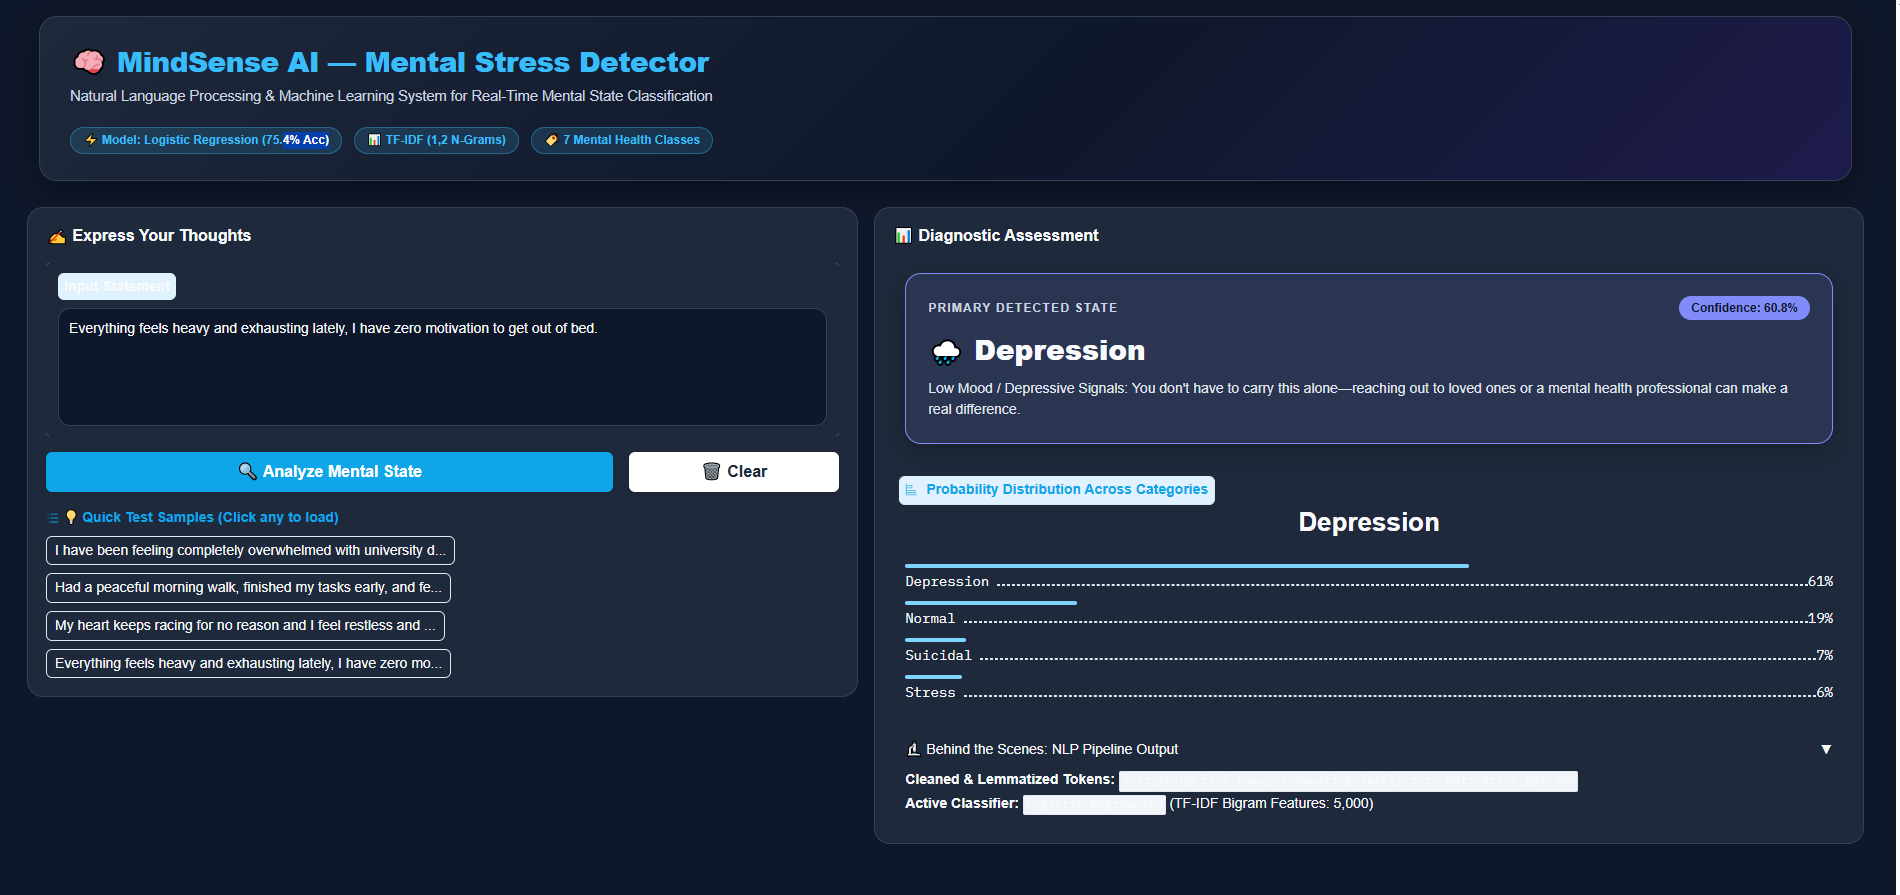 MindSense AI — Mental Stress Detector
Natural Language Processing & Machine Learning System for Real-Time Mental State Classification
Model: Logistic Regression (75.4% Acc)
TF-IDF (1,2 N-Grams)
7 Mental Health Classes
Express Your Thoughts
Input Statement
Everything feels heavy and exhausting lately, I have zero motivation to get out of bed.
Analyze Mental State
Clear
Quick Test Samples (Click any to load)
I have been feeling completely overwhelmed with university d...
Had a peaceful morning walk, finished my tasks early, and fe...
My heart keeps racing for no reason and I feel restless and ...
Everything feels heavy and exhausting lately, I have zero mo...
Diagnostic Assessment
PRIMARY DETECTED STATE
Confidence: 60.8%
Depression
Low Mood / Depressive Signals: You don't have to carry this alone—reaching out to loved ones or a mental health professional can make a
real difference.
Probability Distribution Across Categories
Depression
Depression 61%
Normal 19%
Suicidal 7%
Stress 6%
Behind the Scenes: NLP Pipeline Output
Cleaned & Lemmatized Tokens:
Active Classifier: (TF-IDF Bigram Features: 5,000)